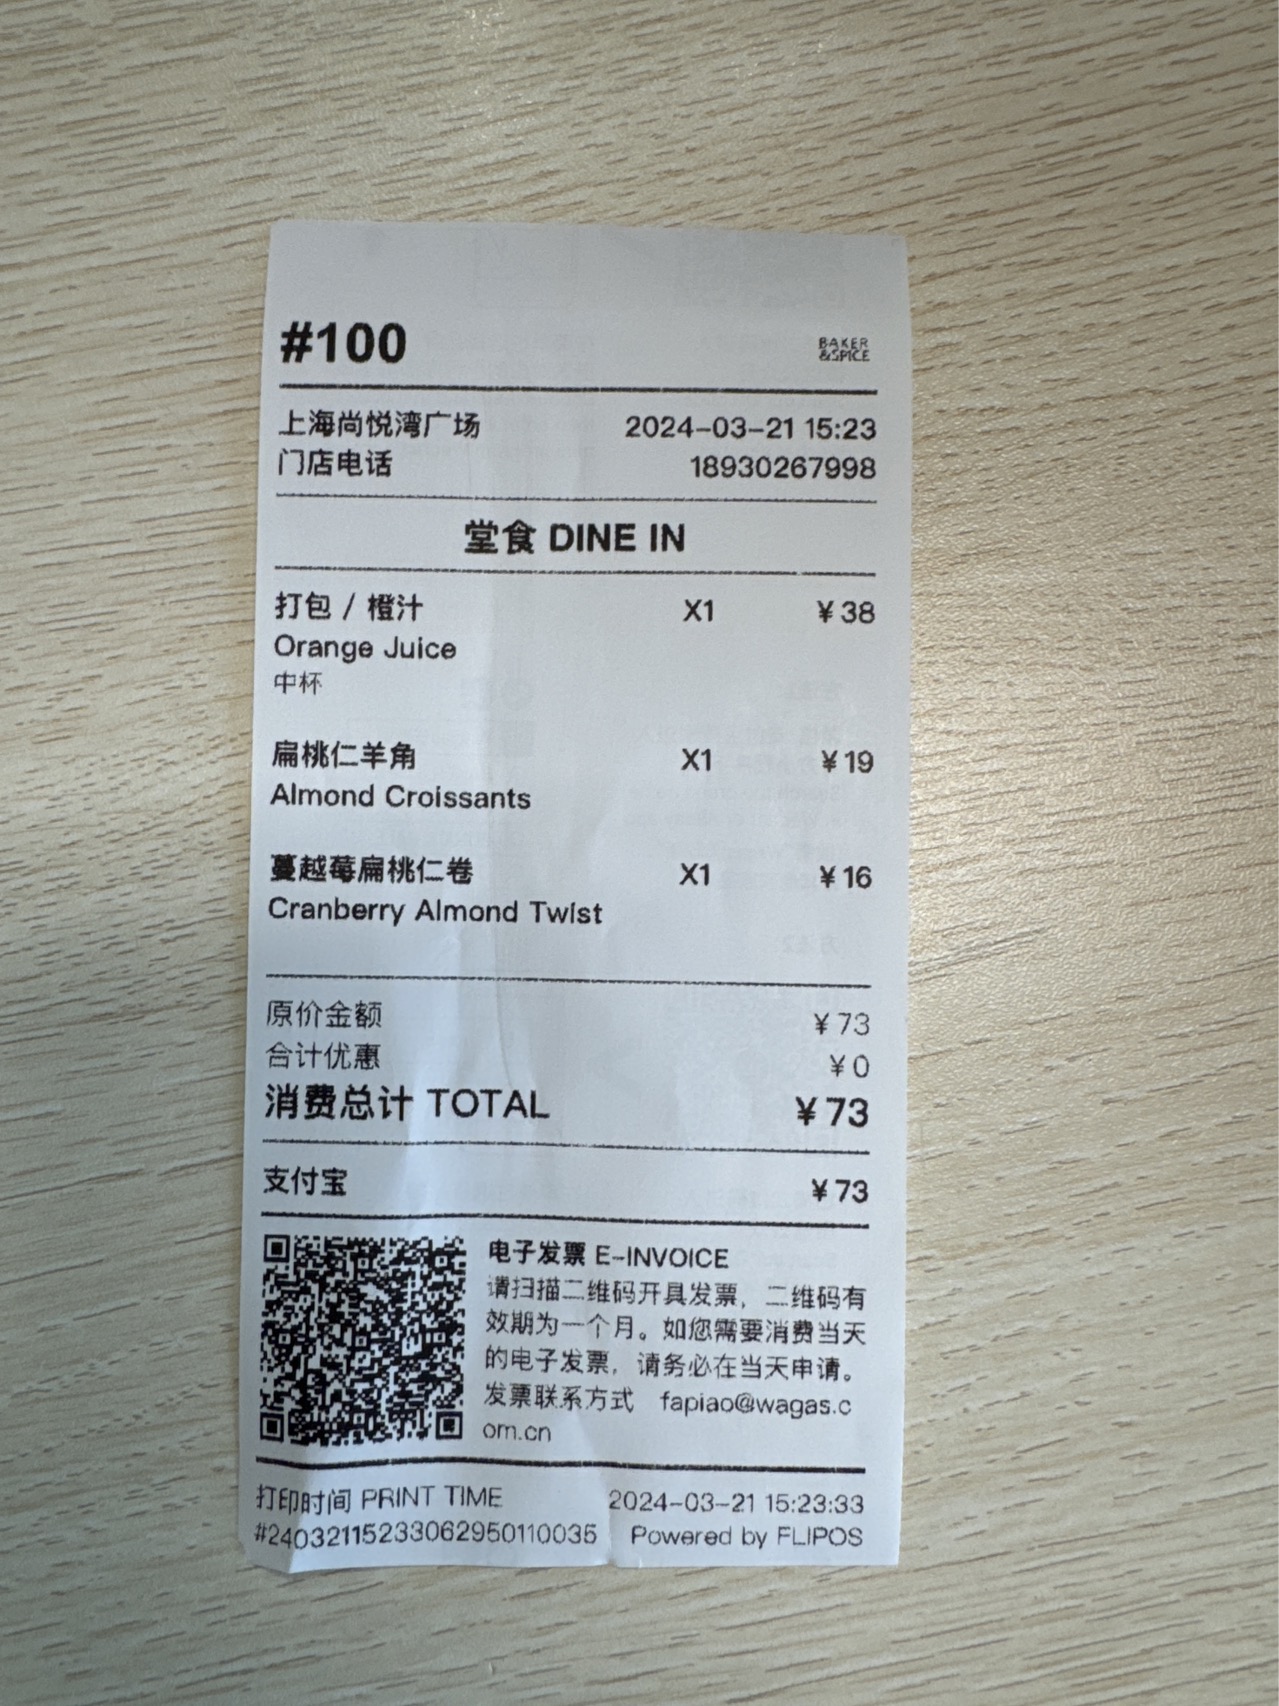 #100
BAKER
&SPICE
上海尚悦湾广场 2024-03-21 15:23
门店电话 18930267998
堂食 DINE IN
打包 / 橙汁 X1 ¥38
Orange Juice
中杯
扁桃仁羊角 X1 ¥19
Almond Croissants
蔓越莓扁桃仁卷 X1 ¥16
Cranberry Almond Twist
原价金额 ¥73
合计优惠 ¥0
消费总计 TOTAL ¥73
支付宝 ¥73
电子发票 E-INVOICE
请扫描二维码开具发票，二维码有
效期为一个月。如您需要消费当天
的电子发票，请务必在当天申请。
发票联系方式 fapiao@wagas.c
om.cn
打印时间 PRINT TIME 2024-03-21 15:23:33
#24032115233062950110035 Powered by FLIPOS